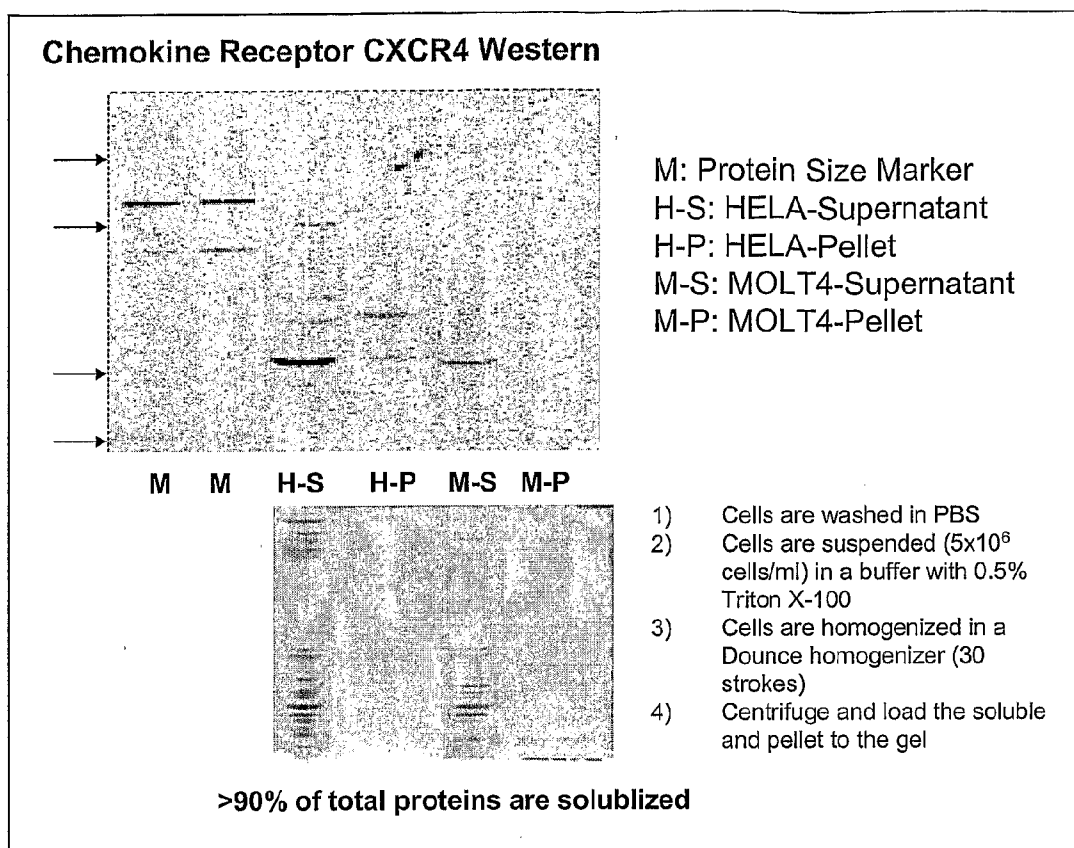 Chemokine Receptor CXCR4 Western
M: Protein Size Marker
H-S: HELA-Supernatant
H-P: HELA-Pellet
M-S: MOLT4-Supernatant
M-P: MOLT4-Pellet
M M H-S H-P M-S M-P
1) Cells are washed in PBS
2) Cells are suspended (5x10⁶
cells/ml) in a buffer with 0.5%
Triton X-100
3) Cells are homogenized in a
Dounce homogenizer (30
strokes)
4) Centrifuge and load the soluble
and pellet to the gel
>90% of total proteins are solublized